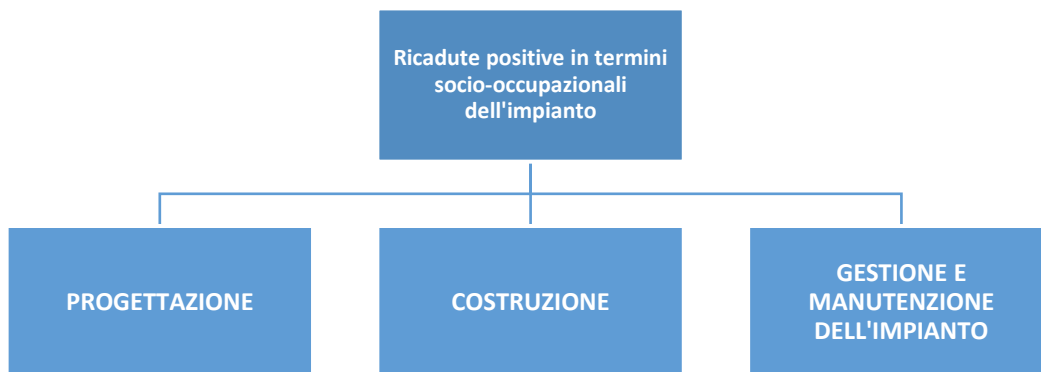 Ricadute positive in termini
socio-occupazionali
dell'impianto
PROGETTAZIONE
COSTRUZIONE
GESTIONE E
MANUTENZIONE
DELL'IMPIANTO